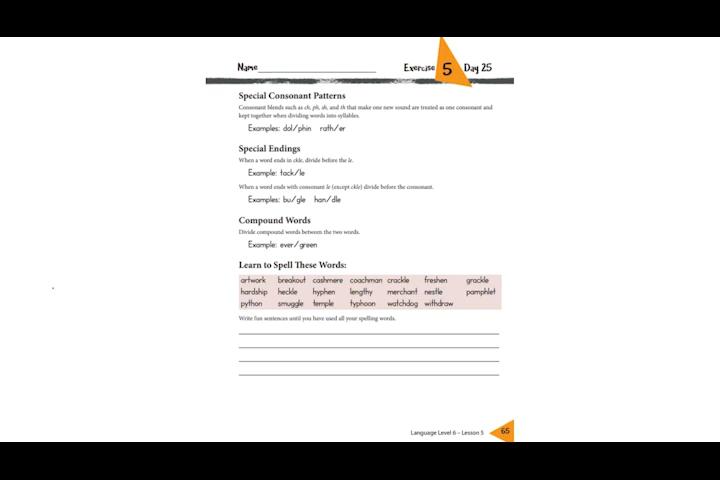 Name
Exercise 5 Day 25
Special Consonant Patterns
Consonant blends such as ch, ph, sh, and th that make one new sound are treated as one consonant and
kept together when dividing words into syllables.
Examples: dol/phin rath/er
Special Endings
When a word ends in ckle, divide before the le.
Example: tack/le
When a word ends with consonant le (except ckle) divide before the consonant.
Examples: bu/gle han/dle
Compound Words
Divide compound words between the two words.
Example: ever/green
Learn to Spell These Words:
artwork breakout cashmere coachman crackle freshen grackle
hardship heckle hyphen lengthy merchant nestle pamphlet
python smuggle temple typhoon watchdog withdraw
Write fun sentences until you have used all your spelling words.
Language Level 6 – Lesson 5 65